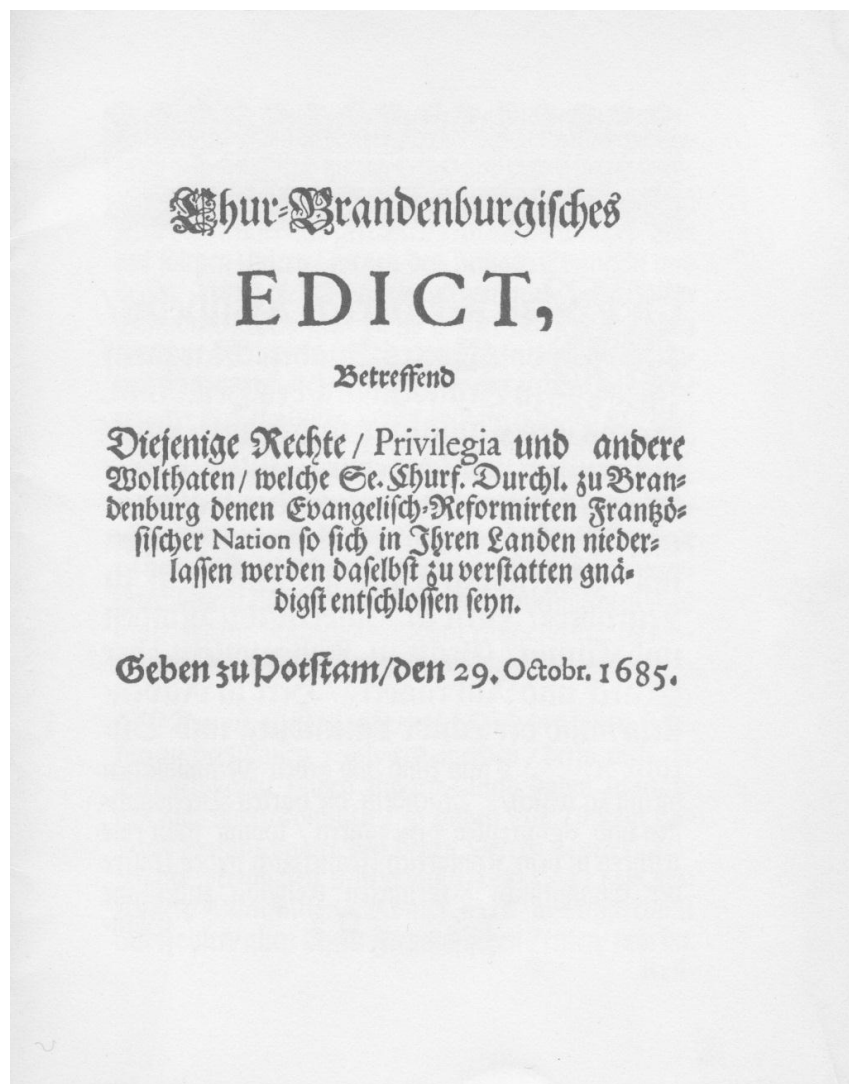 Chur-Brandenburgisches
EDICT,
Betreffend
Diejenige Rechte / Privilegia und andere
Wolthaten / welche Se. Churf. Durchl. zu Bran-
denburg denen Evangelisch-Reformirten Frantzö-
sischer Nation so sich in Ihren Landen nieder-
lassen werden daselbst zu verstatten gnä-
digst entschlossen seyn.
Geben zu Potstam/den 29. Octobr. 1685.